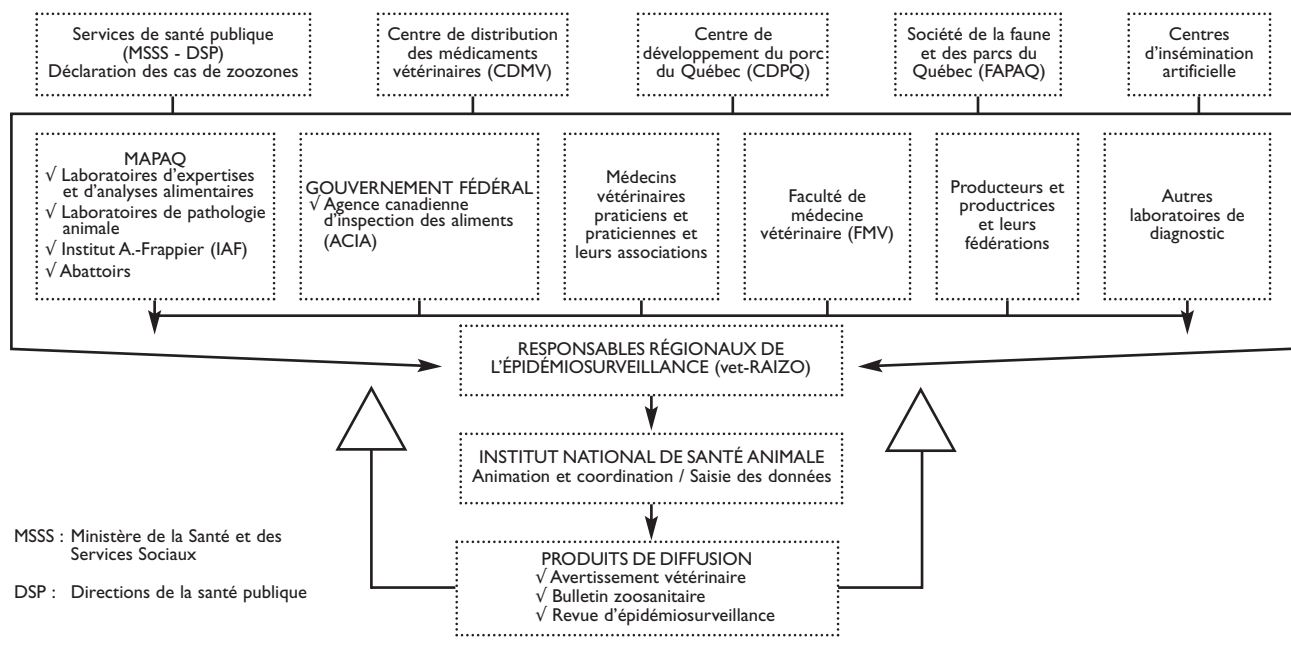 Services de santé publique
(MSSS - DSP)
Déclaration des cas de zoozones
Centre de distribution
des médicaments
vétérinaires (CDMV)
Centre de
développement du porc
du Québec (CDPQ)
Société de la faune
et des parcs du
Québec (FAPAQ)
Centres
d'insémination
artificielle
MAPAQ
√ Laboratoires d'expertises
et d'analyses alimentaires
√ Laboratoires de pathologie
animale
√ Institut A.-Frappier (IAF)
√ Abattoirs
GOUVERNEMENT FÉDÉRAL
√ Agence canadienne
d'inspection des aliments
(ACIA)
Médecins
vétérinaires
praticiens et
praticiennes et
leurs associations
Faculté de
médecine
vétérinaire (FMV)
Producteurs et
productrices
et leurs
fédérations
Autres
laboratoires de
diagnostic
RESPONSABLES RÉGIONAUX DE
L'ÉPIDÉMIOSURVEILLANCE (vet-RAIZO)
INSTITUT NATIONAL DE SANTÉ ANIMALE
Animation et coordination / Saisie des données
PRODUITS DE DIFFUSION
√ Avertissement vétérinaire
√ Bulletin zoosanitaire
√ Revue d'épidémiosurveillance
MSSS : Ministère de la Santé et des
Services Sociaux
DSP : Directions de la santé publique